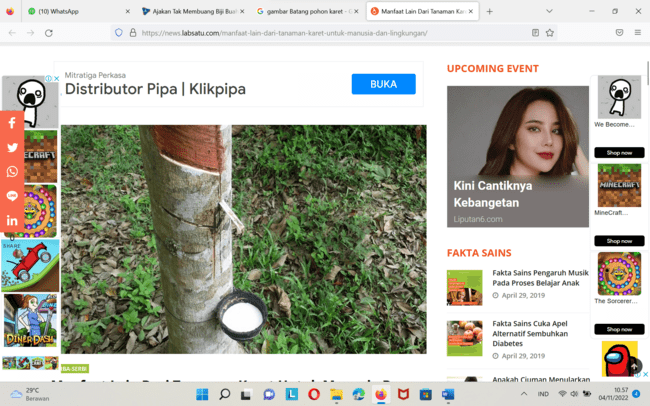 (10) WhatsApp
Ajakan Tak Membuang Biji Bua
gambar Batang pohon karet -
Manfaat Lain Dari Tanaman Kar
https://news.labsatu.com/manfaat-lain-dari-tanaman-karet-untuk-manusia-dan-lingkungan/
Mitratiga Perkasa
Distributor Pipa | Klikpipa
BUKA
UPCOMING EVENT
Kini Cantiknya
Kebangetan
Liputan6.com
We Become...
Shop now
MINECRAFT
MineCraft...
Shop now
The Sorcerer...
Shop now
MINECRAFT
SHARE
DINER DASH
FAKTA SAINS
Fakta Sains Pengaruh Musik
Pada Proses Belajar Anak
April 29, 2019
Fakta Sains Cuka Apel
Alternatif Sembuhkan
Diabetes
April 29, 2019
Apakah Ciuman Menularkan
BA-SERBI
29°C
Berawan
IND
10.57
04/11/2022